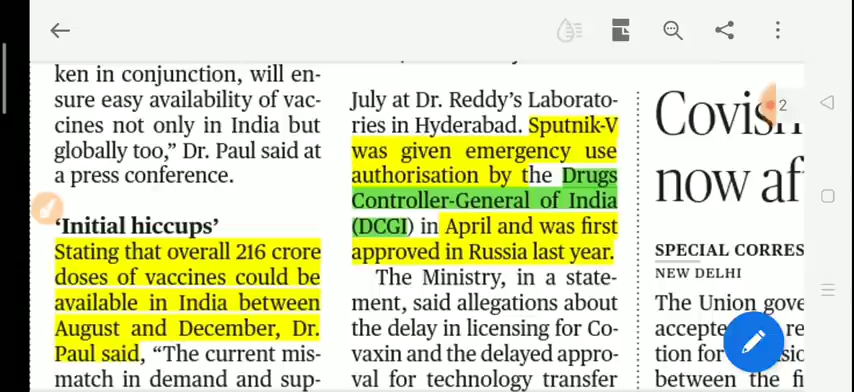 ken in conjunction, will en-
sure easy availability of vac-
cines not only in India but
globally too,” Dr. Paul said at
a press conference.
‘Initial hiccups’
Stating that overall 216 crore
doses of vaccines could be
available in India between
August and December, Dr.
Paul said, “The current mis-
match in demand and sup-
July at Dr. Reddy’s Laborato-
ries in Hyderabad. Sputnik-V
was given emergency use
authorisation by the Drugs
Controller-General of India
(DCGI) in April and was first
approved in Russia last year.
The Ministry, in a state-
ment, said allegations about
the delay in licensing for Co-
vaxin and the delayed appro-
val for technology transfer
2
now af
SPECIAL CORRES
NEW DELHI
The Union gove
accepte re
tion for
between the fi